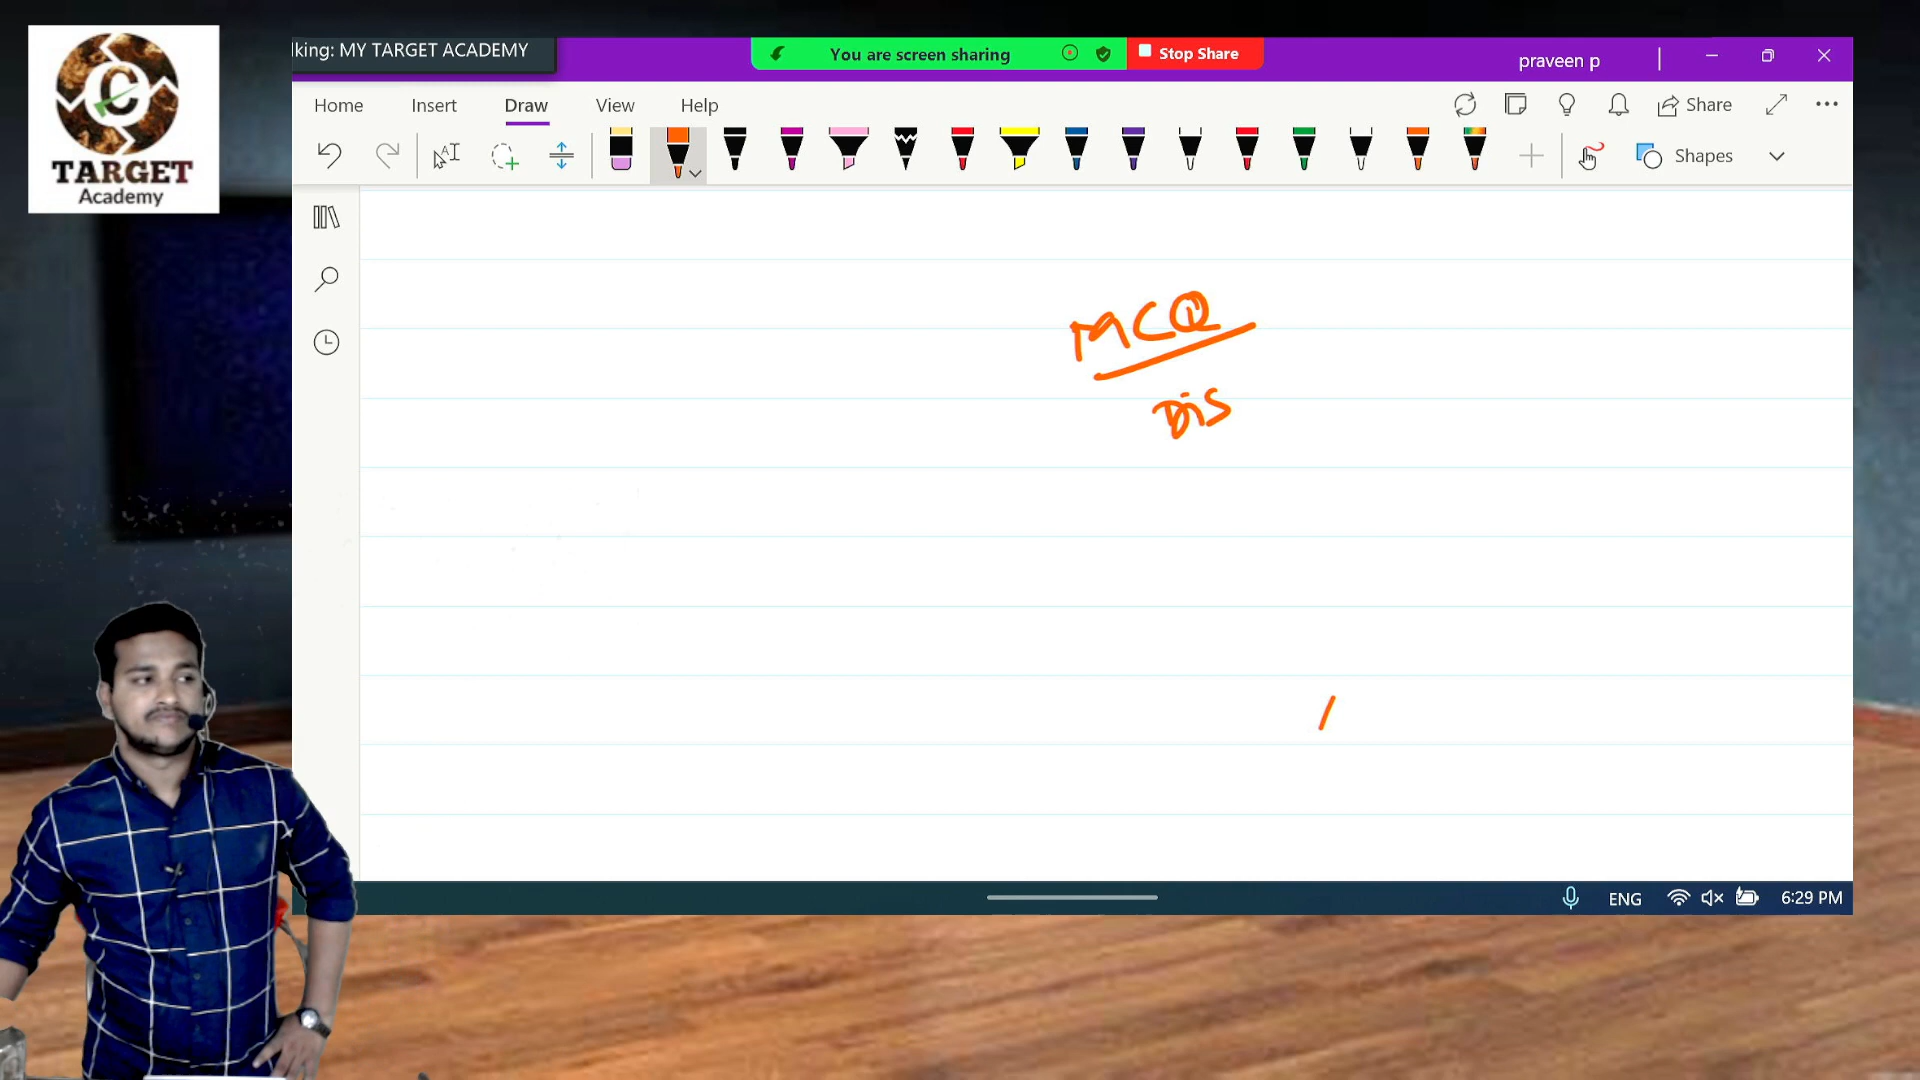 TARGET
Academy
lking: MY TARGET ACADEMY
You are screen sharing
Stop Share
praveen p
Home Insert Draw View Help
Share
Shapes
MCQ
Dis
ENG
6:29 PM